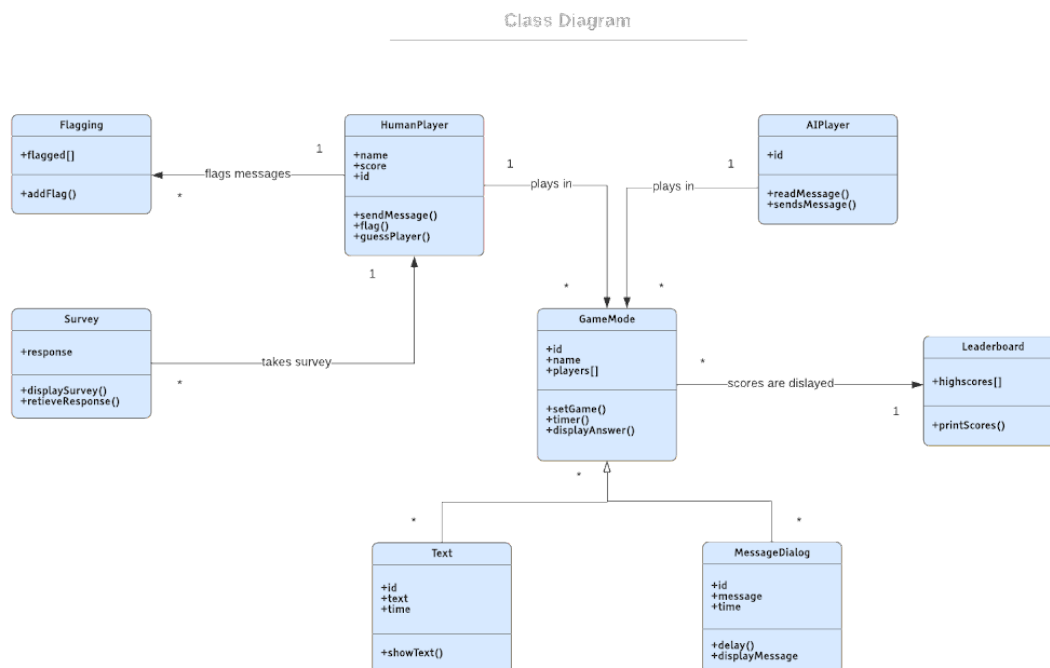 Class Diagram
Flagging
+flagged[]
+addFlag()
flags messages
1
*
HumanPlayer
+name
+score
+id
+sendMessage()
+flag()
+guessPlayer()
1
plays in
*
AIPlayer
+id
+readMessage()
+sendsMessage()
1
plays in
*
1
Survey
+response
+displaySurvey()
+retieveResponse()
takes survey
*
GameMode
+id
+name
+players[]
+setGame()
+timer()
+displayAnswer()
*
scores are dislayed
1
Leaderboard
+highscores[]
+printScores()
*
*
*
Text
+id
+text
+time
+showText()
MessageDialog
+id
+message
+time
+delay()
+displayMessage